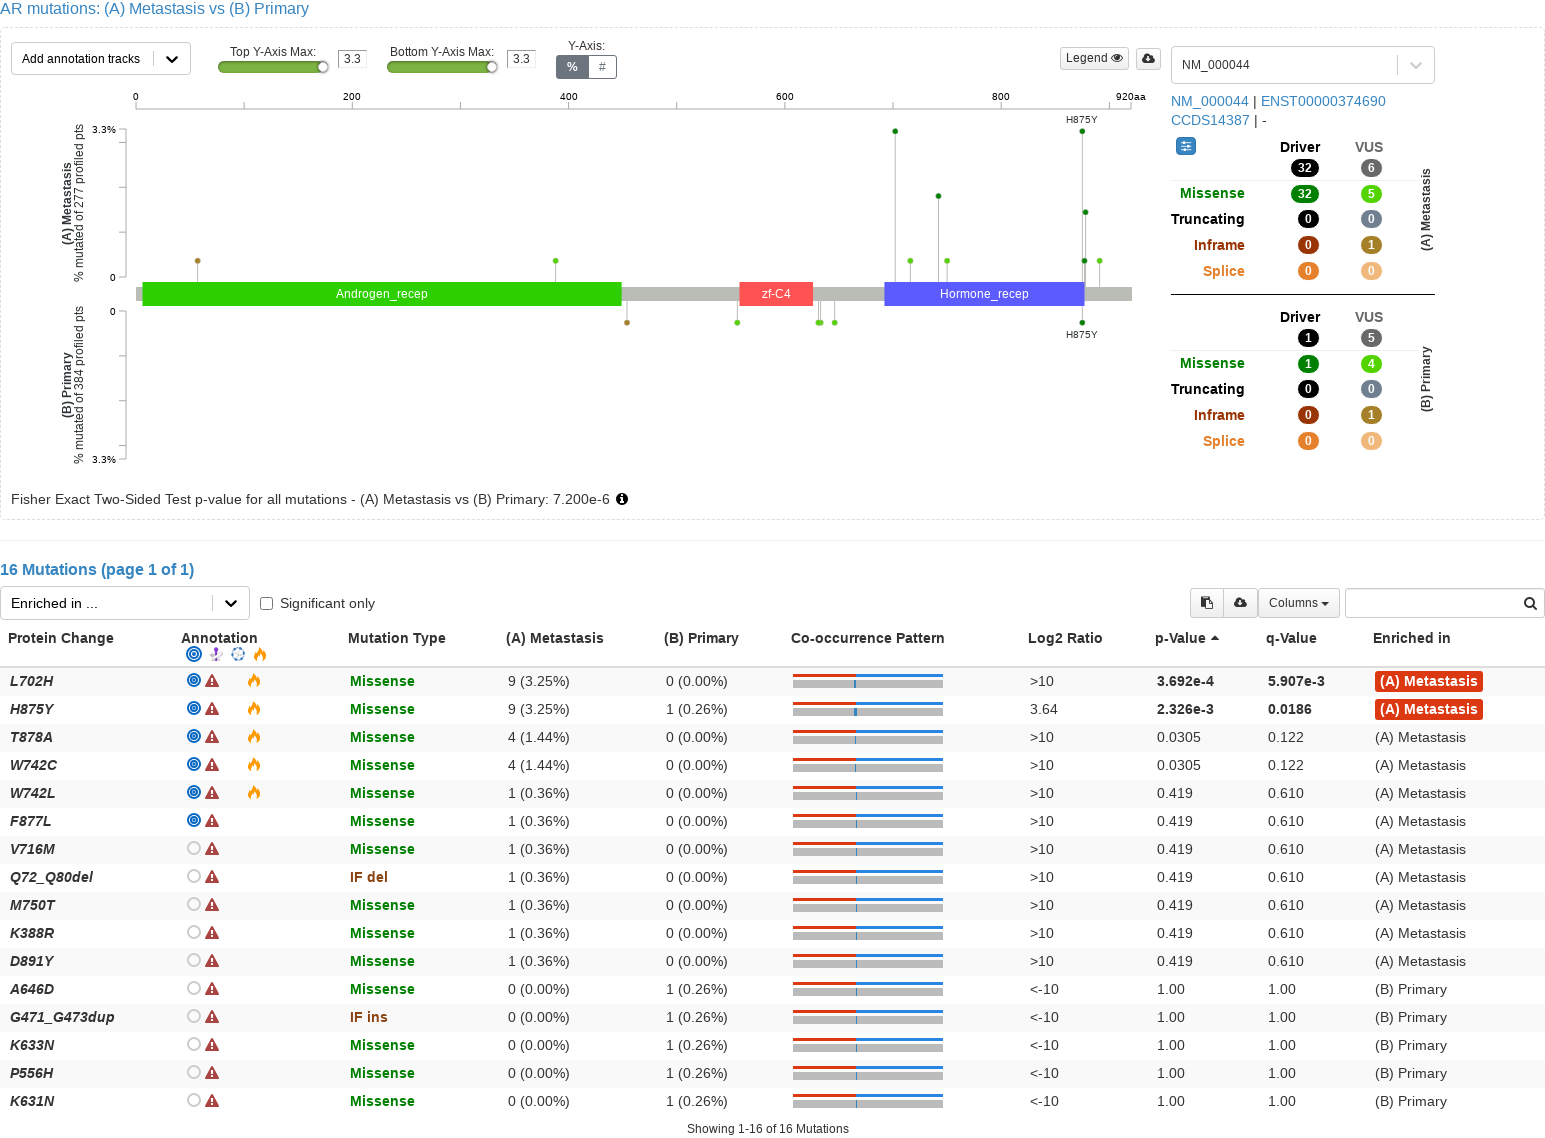 AR mutations: (A) Metastasis vs (B) Primary
Add annotation tracks
Top Y-Axis Max:
3.3
Bottom Y-Axis Max:
3.3
Y-Axis:
% #
Legend
NM_000044
0 200 400 600 800 920aa
NM_000044 | ENST00000374690
CCDS14387 | -
(A) Metastasis
% mutated of 277 profiled pts
3.3%
0
H875Y
Androgen_recep
zf-C4
Hormone_recep
(B) Primary
% mutated of 384 profiled pts
0
3.3%
H875Y
Driver VUS
32 6
Missense 32 5
Truncating 0 0
Inframe 0 1
Splice 0 0
(A) Metastasis
Driver VUS
1 5
Missense 1 4
Truncating 0 0
Inframe 0 1
Splice 0 0
(B) Primary
Fisher Exact Two-Sided Test p-value for all mutations - (A) Metastasis vs (B) Primary: 7.200e-6
16 Mutations (page 1 of 1)
Enriched in ...
Significant only
Columns
Protein Change Annotation Mutation Type (A) Metastasis (B) Primary Co-occurrence Pattern Log2 Ratio p-Value q-Value Enriched in
L702H Missense 9 (3.25%) 0 (0.00%) >10 3.692e-4 5.907e-3 (A) Metastasis
H875Y Missense 9 (3.25%) 1 (0.26%) 3.64 2.326e-3 0.0186 (A) Metastasis
T878A Missense 4 (1.44%) 0 (0.00%) >10 0.0305 0.122 (A) Metastasis
W742C Missense 4 (1.44%) 0 (0.00%) >10 0.0305 0.122 (A) Metastasis
W742L Missense 1 (0.36%) 0 (0.00%) >10 0.419 0.610 (A) Metastasis
F877L Missense 1 (0.36%) 0 (0.00%) >10 0.419 0.610 (A) Metastasis
V716M Missense 1 (0.36%) 0 (0.00%) >10 0.419 0.610 (A) Metastasis
Q72_Q80del IF del 1 (0.36%) 0 (0.00%) >10 0.419 0.610 (A) Metastasis
M750T Missense 1 (0.36%) 0 (0.00%) >10 0.419 0.610 (A) Metastasis
K388R Missense 1 (0.36%) 0 (0.00%) >10 0.419 0.610 (A) Metastasis
D891Y Missense 1 (0.36%) 0 (0.00%) >10 0.419 0.610 (A) Metastasis
A646D Missense 0 (0.00%) 1 (0.26%) <-10 1.00 1.00 (B) Primary
G471_G473dup IF ins 0 (0.00%) 1 (0.26%) <-10 1.00 1.00 (B) Primary
K633N Missense 0 (0.00%) 1 (0.26%) <-10 1.00 1.00 (B) Primary
P556H Missense 0 (0.00%) 1 (0.26%) <-10 1.00 1.00 (B) Primary
K631N Missense 0 (0.00%) 1 (0.26%) <-10 1.00 1.00 (B) Primary
Showing 1-16 of 16 Mutations